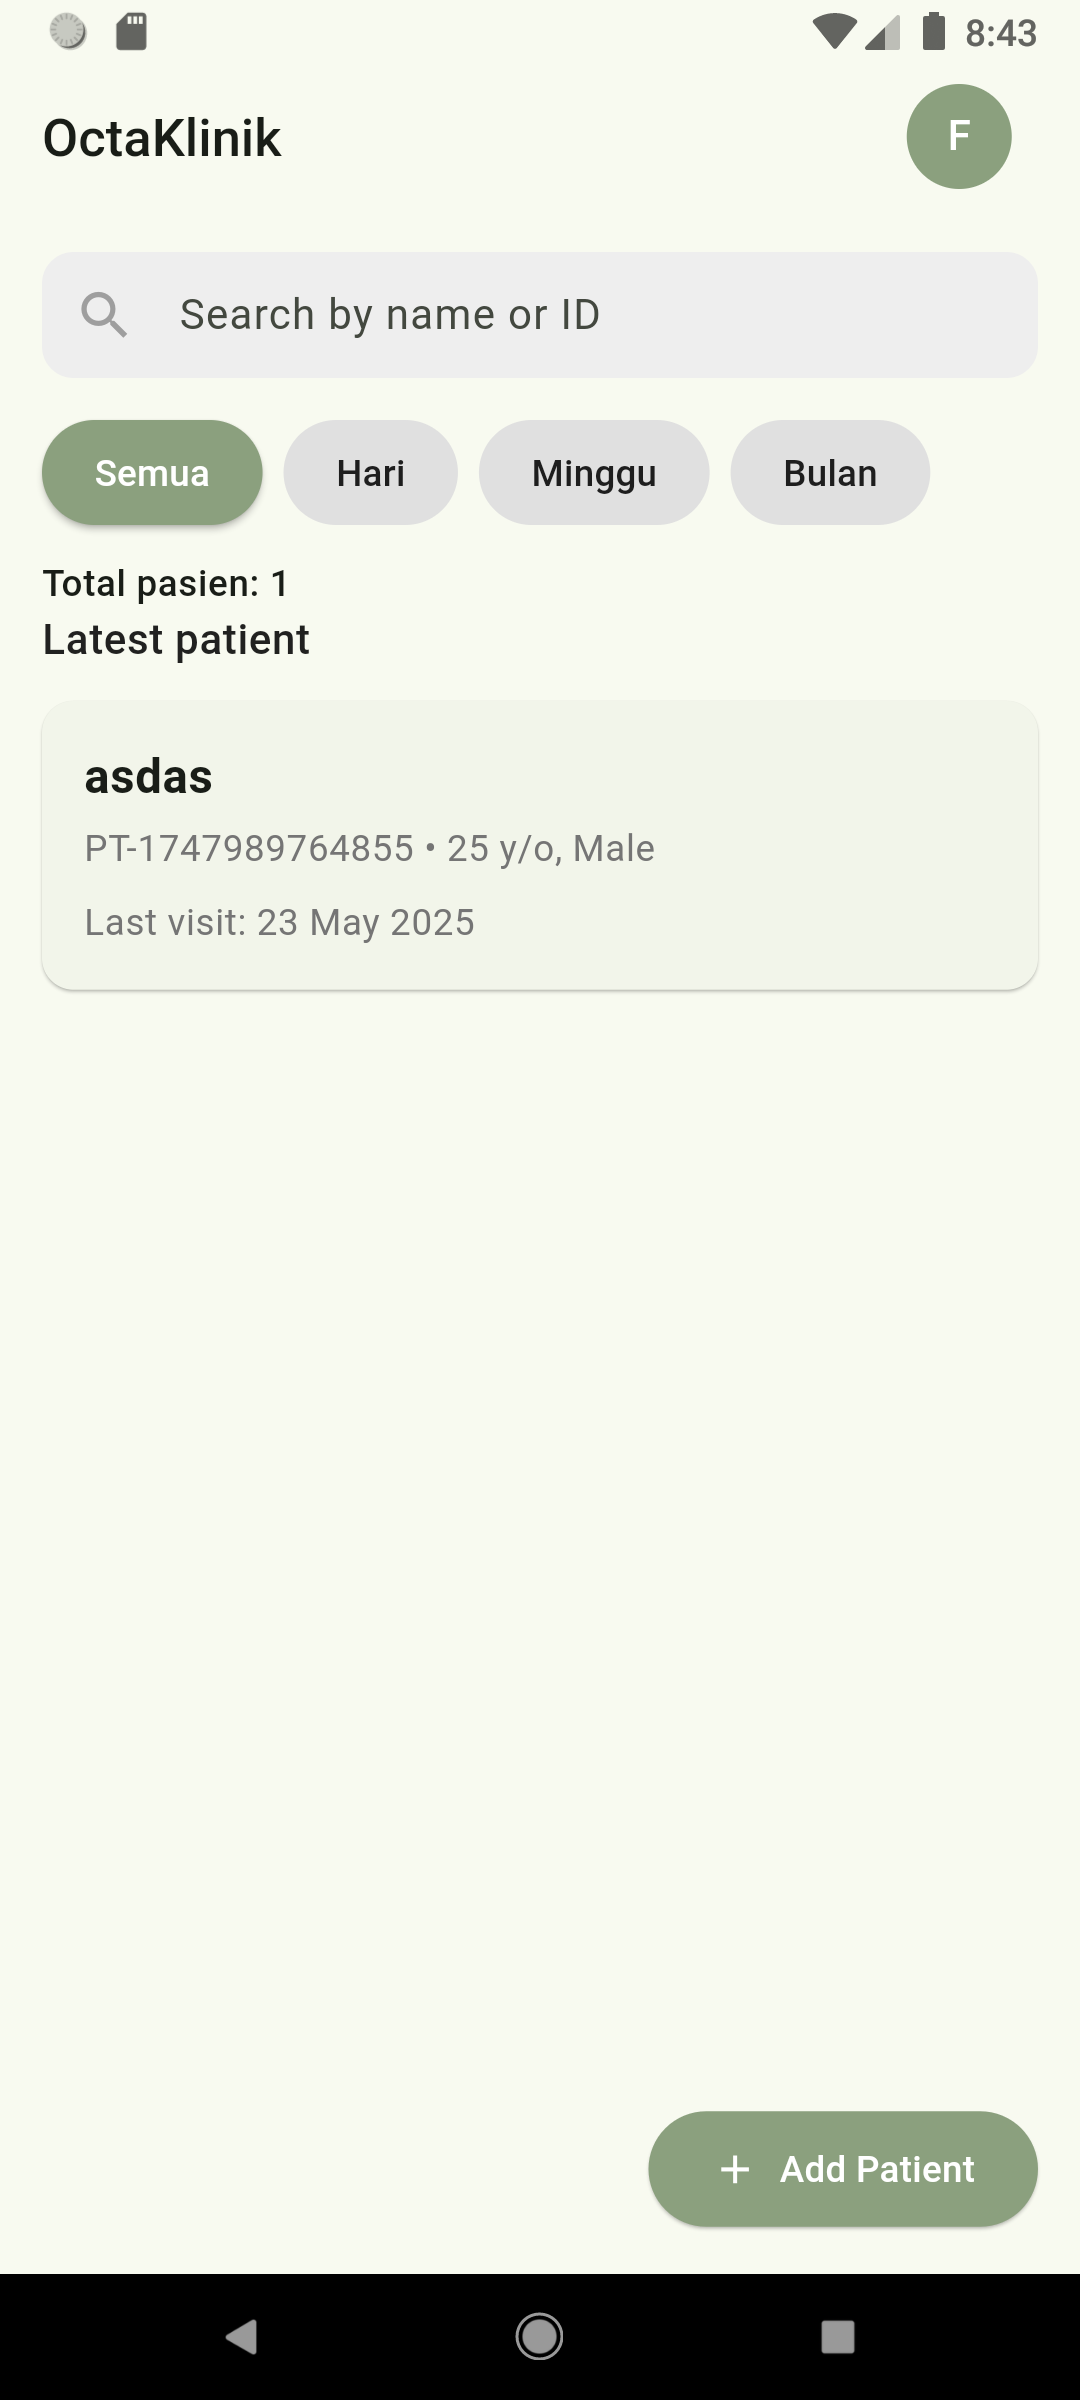 8:43
OctaKlinik
F
Search by name or ID
Semua Hari Minggu Bulan
Total pasien: 1
Latest patient
asdas
PT-1747989764855 • 25 y/o, Male
Last visit: 23 May 2025
+ Add Patient